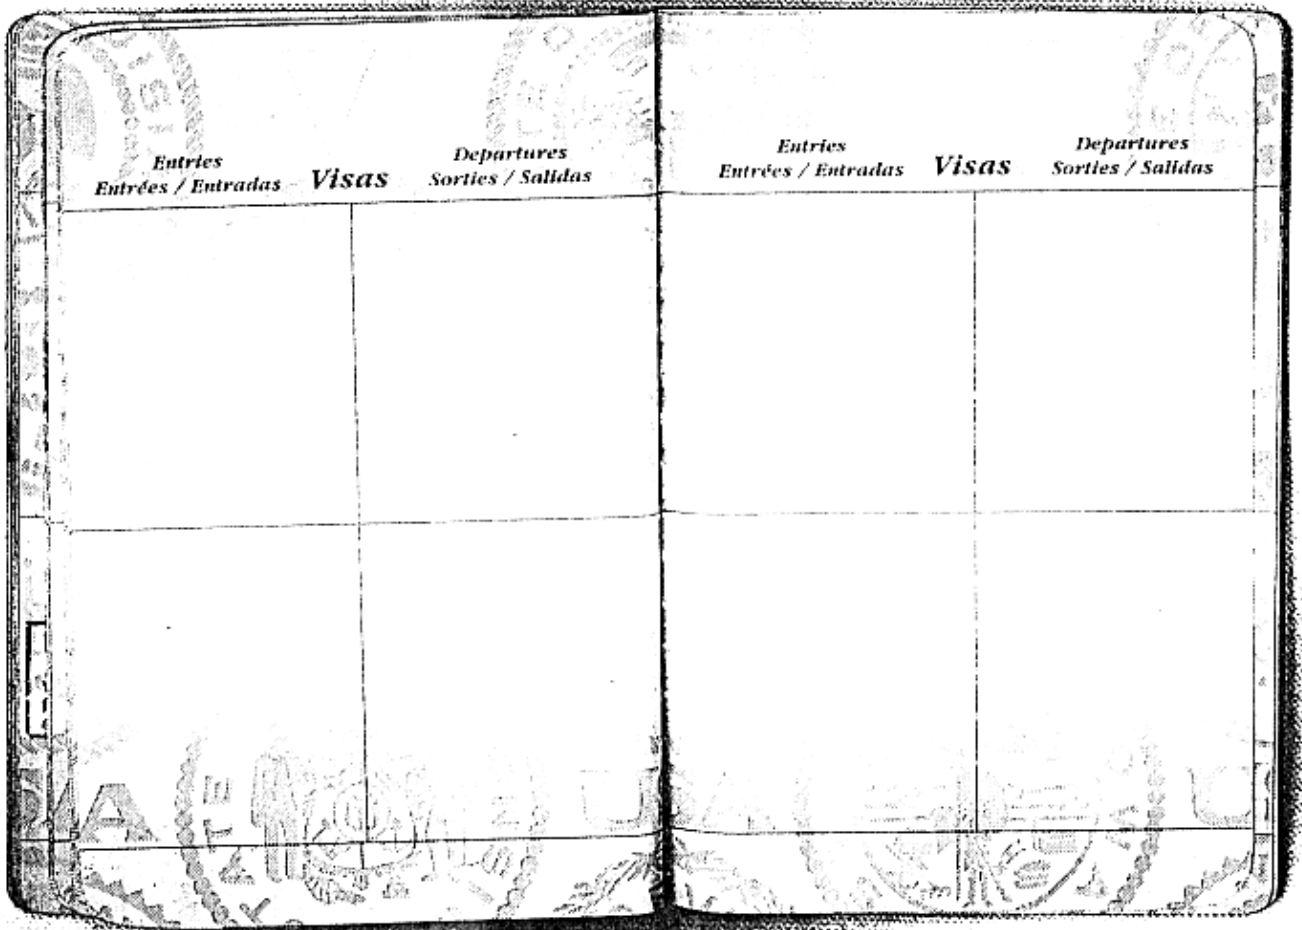 Entries
Entrées / Entradas
Visas
Departures
Sorties / Salidas
Entries
Entrées / Entradas
Visas
Departures
Sorties / Salidas